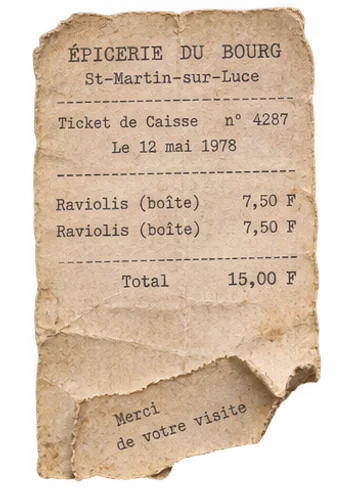 ÉPICERIE DU BOURG
St-Martin-sur-Luce
Ticket de Caisse n° 4287
Le 12 mai 1978
Raviolis (boîte) 7,50 F
Raviolis (boîte) 7,50 F
Total 15,00 F
Merci
de votre visite